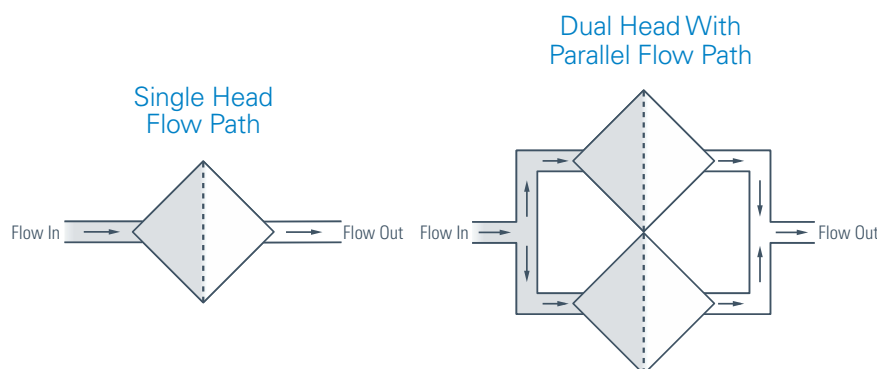 Single Head
Flow Path
Flow In
Flow Out
Dual Head With
Parallel Flow Path
Flow In
Flow Out